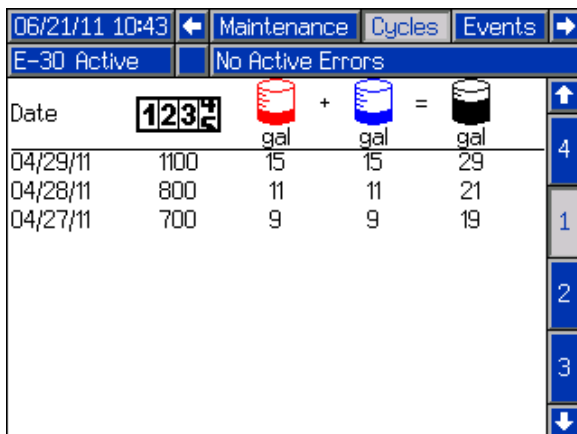 06/21/11 10:43 Maintenance Cycles Events
E-30 Active No Active Errors
Date 1234 5 + =
gal gal gal
04/29/11 1100 15 15 29
04/28/11 800 11 11 21
04/27/11 700 9 9 19
4
1
2
3